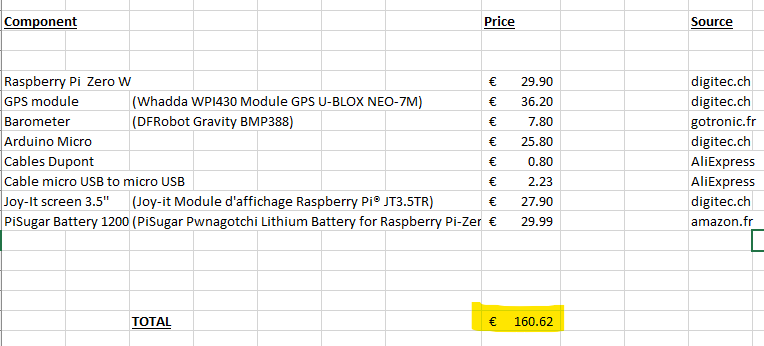 Component Price Source
Raspberry Pi Zero W € 29.90 digitec.ch
GPS module (Whadda WPI430 Module GPS U-BLOX NEO-7M) € 36.20 digitec.ch
Barometer (DFRobot Gravity BMP388) € 7.80 gotronic.fr
Arduino Micro € 25.80 digitec.ch
Cables Dupont € 0.80 AliExpress
Cable micro USB to micro USB € 2.23 AliExpress
Joy-It screen 3.5" (Joy-it Module d'affichage Raspberry Pi® JT3.5TR) € 27.90 digitec.ch
PiSugar Battery 1200 (PiSugar Pwnagotchi Lithium Battery for Raspberry Pi-Zer € 29.99 amazon.fr
TOTAL € 160.62